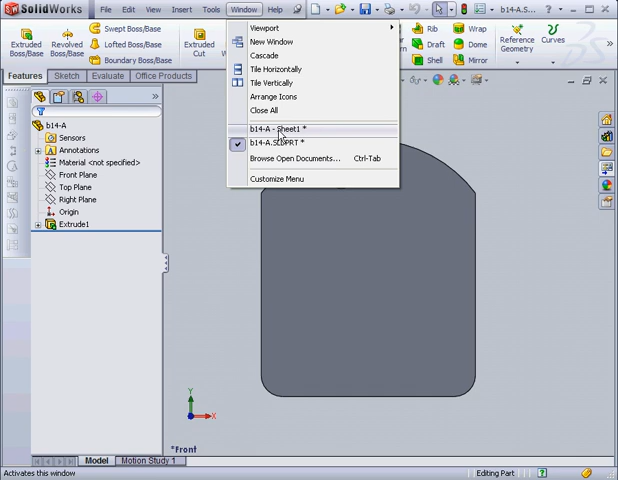 SolidWorks
File Edit View Insert Tools Window Help
b14-A.S...
Extruded Boss/Base
Revolved Boss/Base
Swept Boss/Base
Lofted Boss/Base
Boundary Boss/Base
Extruded Cut
Rib
Draft
Shell
Wrap
Dome
Mirror
Reference Geometry
Curves
Features Sketch Evaluate Office Products
Viewport
New Window
Cascade
Tile Horizontally
Tile Vertically
Arrange Icons
Close All
b14-A - Sheet1 *
b14-A.SLDPRT *
Browse Open Documents... Ctrl-Tab
Customize Menu
b14-A
Sensors
Annotations
Material <not specified>
Front Plane
Top Plane
Right Plane
Origin
Extrude1
Y
X
*Front
Model Motion Study 1
Activates this window
Editing Part